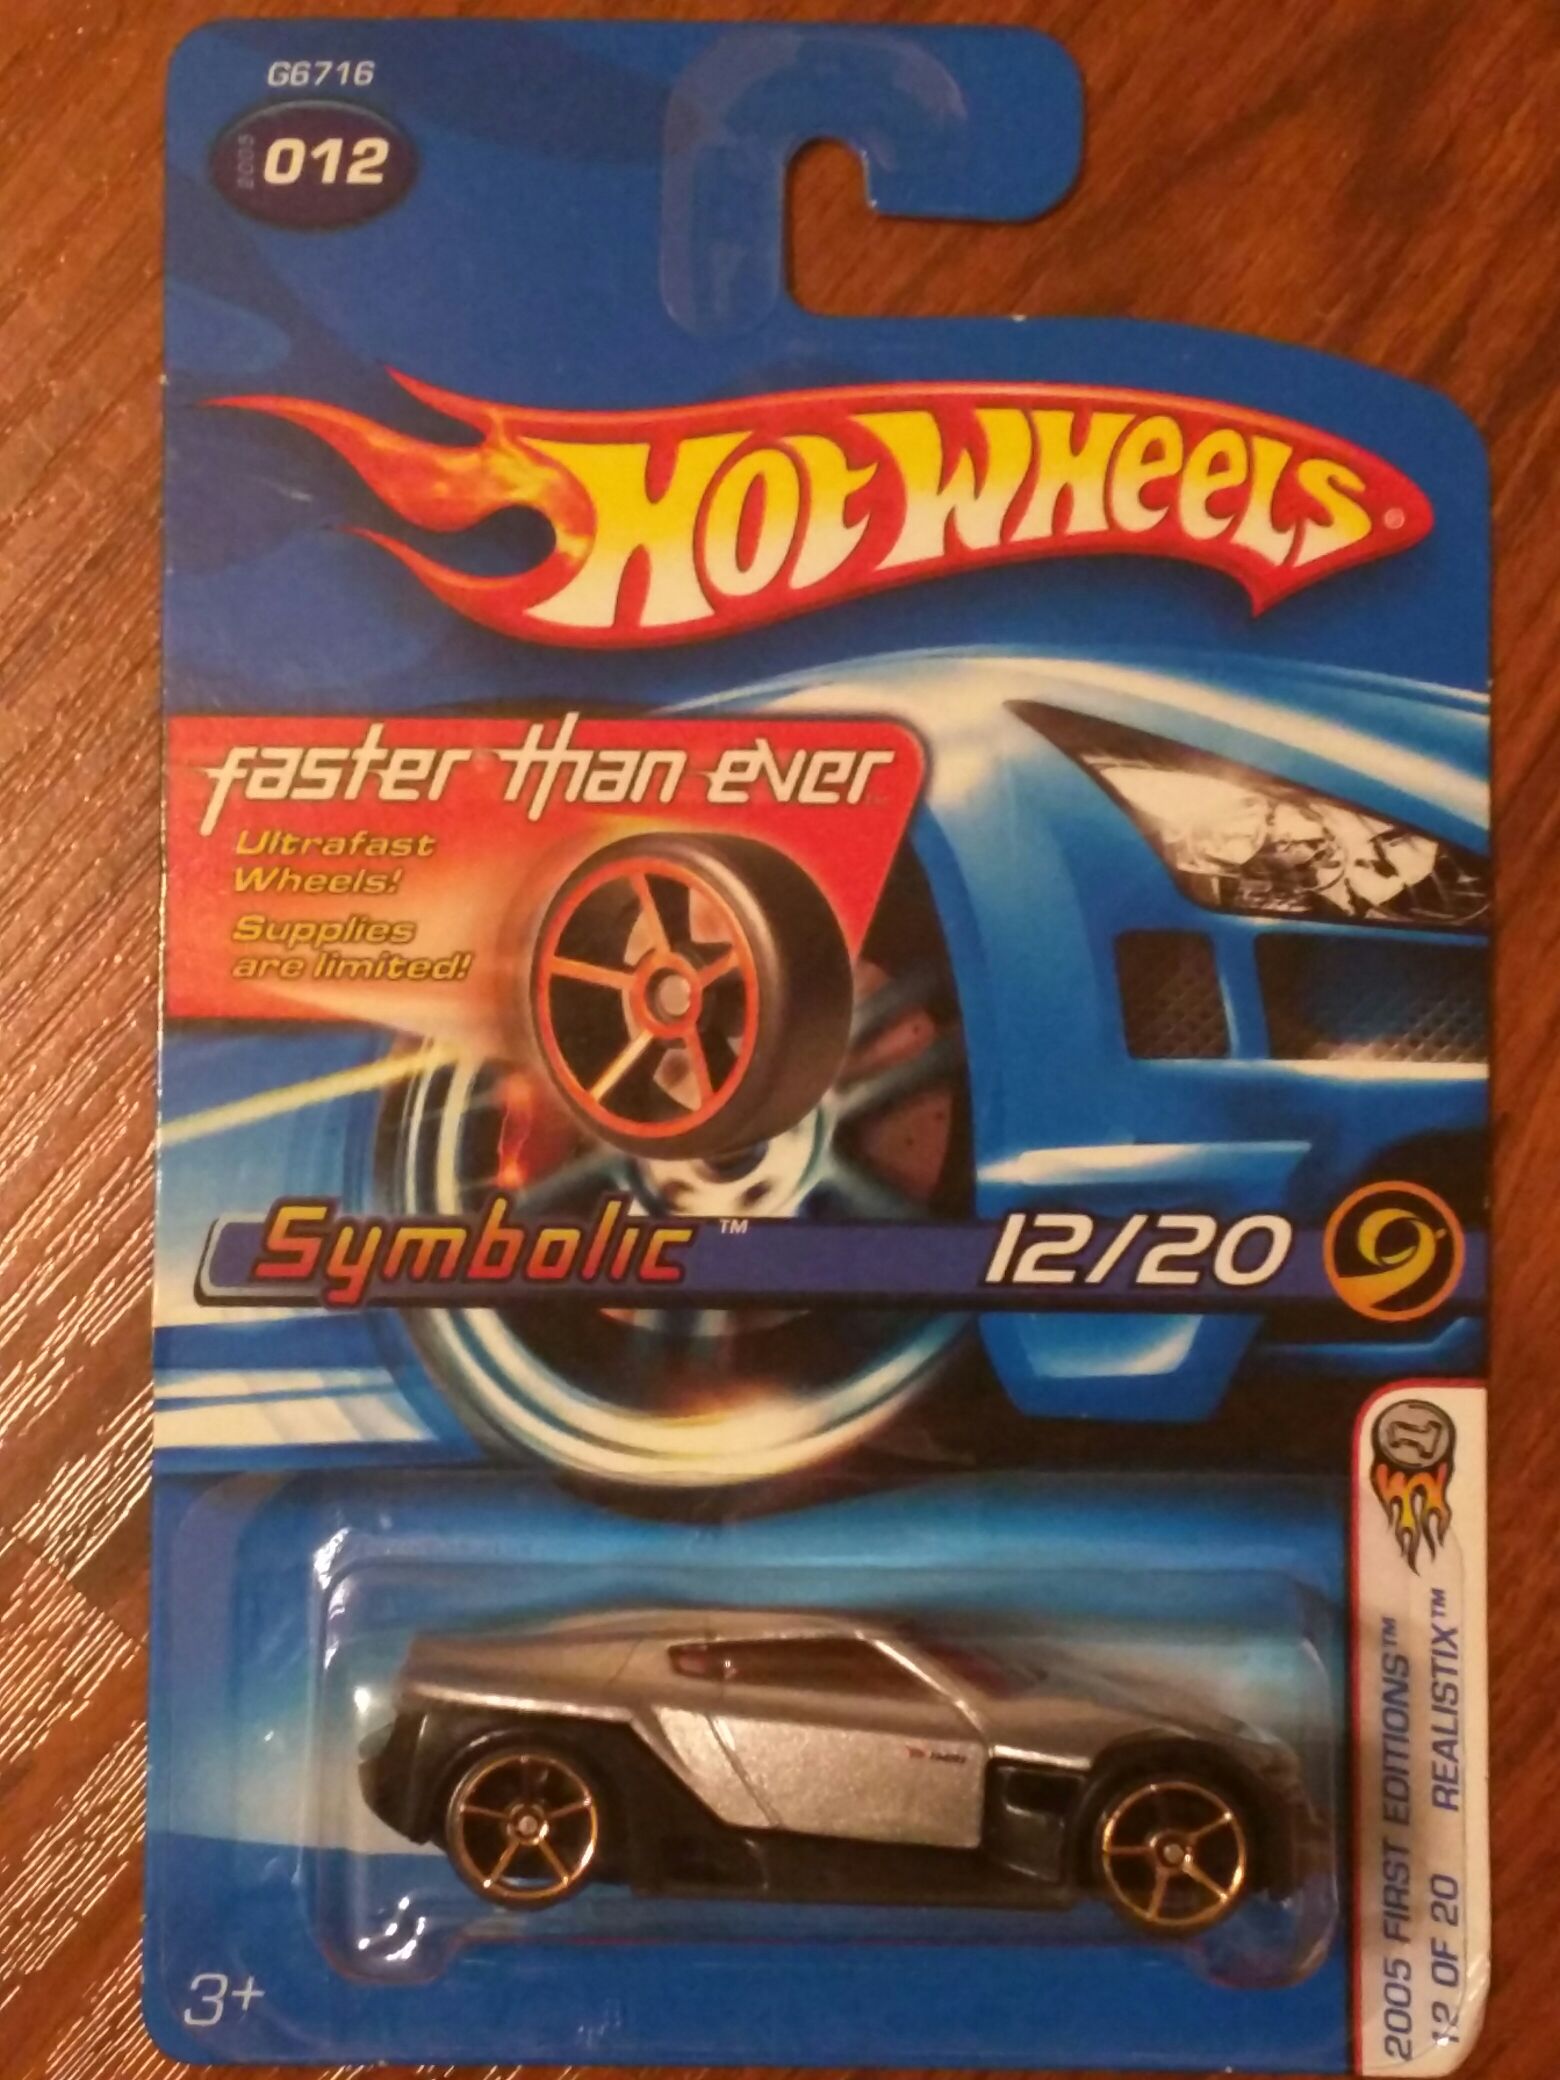 G6716
2005 012
HOT WHEELS®
faster than ever™
Ultrafast
Wheels!
Supplies
are limited!
Symbolic™
12/20
3+
2005 FIRST EDITIONS™
12 OF 20 REALISTIX™